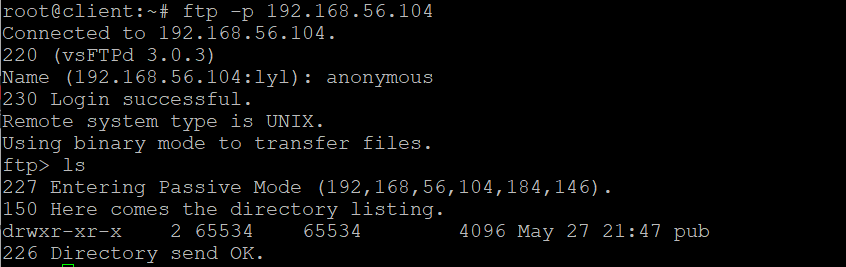 root@client:~# ftp -p 192.168.56.104
Connected to 192.168.56.104.
220 (vsFTPd 3.0.3)
Name (192.168.56.104:lyl): anonymous
230 Login successful.
Remote system type is UNIX.
Using binary mode to transfer files.
ftp> ls
227 Entering Passive Mode (192,168,56,104,184,146).
150 Here comes the directory listing.
drwxr-xr-x    2 65534    65534        4096 May 27 21:47 pub
226 Directory send OK.